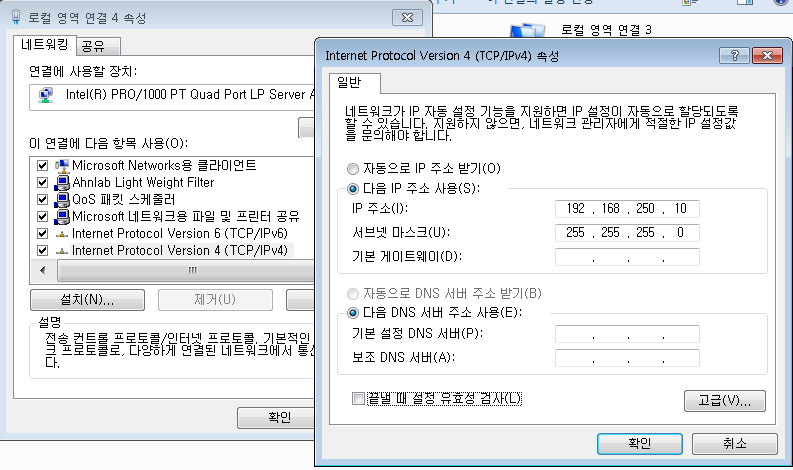 로컬 영역 연결 4 속성
네트워킹
공유
연결에 사용할 장치:
Intel(R) PRO/1000 PT Quad Port LP Server A
이 연결에 다음 항목 사용(O):
Microsoft Networks용 클라이언트
Ahnlab Light Weight Filter
QoS 패킷 스케줄러
Microsoft 네트워크용 파일 및 프린터 공유
Internet Protocol Version 6 (TCP/IPv6)
Internet Protocol Version 4 (TCP/IPv4)
설치(N)...
제거(U)
설명
전송 컨트롤 프로토콜/인터넷 프로토콜, 기본적인
크 프로토콜로, 다양하게 연결된 네트워크에서 통신
다.
확인
로컬 영역 연결 3
Internet Protocol Version 4 (TCP/IPv4) 속성
일반
네트워크가 IP 자동 설정 기능을 지원하면 IP 설정이 자동으로 할당되도록
할 수 있습니다. 지원하지 않으면, 네트워크 관리자에게 적절한 IP 설정값
을 문의해야 합니다.
자동으로 IP 주소 받기(O)
다음 IP 주소 사용(S):
IP 주소(I): 192 . 168 . 250 . 10
서브넷 마스크(U): 255 . 255 . 255 . 0
기본 게이트웨이(D): . . .
자동으로 DNS 서버 주소 받기(B)
다음 DNS 서버 주소 사용(E):
기본 설정 DNS 서버(P): . . .
보조 DNS 서버(A): . . .
끝낼 때 설정 유효성 검사(L)
고급(V)...
확인
취소